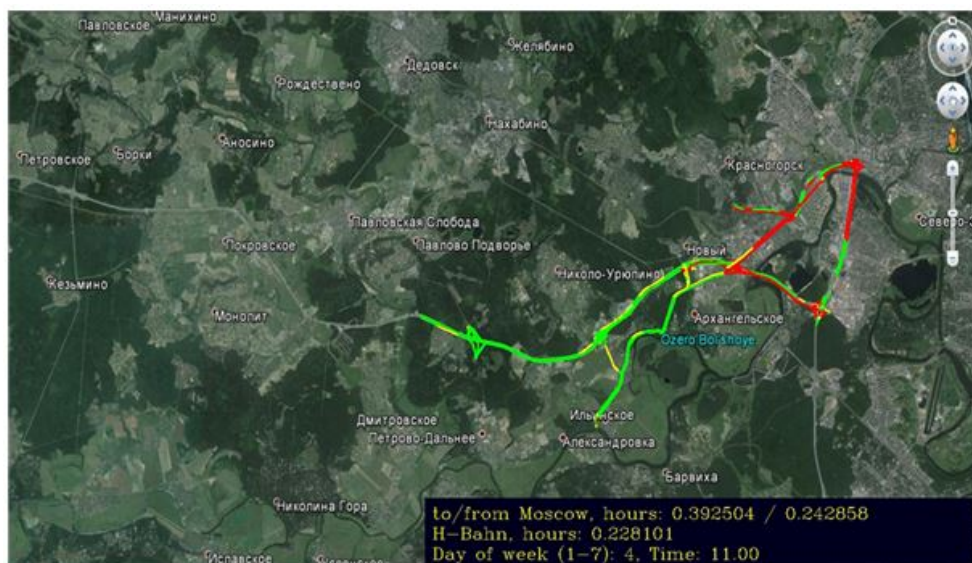 Манихино
Павловское
Желябино
Дедовск
Рождествено
Нахабино
Аносино
Петровское
Борки
Красногорск
Павловская Слобода
Покровское
Павлово Подворье
Новый
Николо-Урюпино
Кезьмино
Монолит
Архангельское
Ozero Bol'shoye
Дмитровское
Ильинское
Петрово-Дальнее
Александровка
Барвиха
Николина Гора
to/from Moscow, hours: 0.392504 / 0.242858
H-Bahn, hours: 0.228101
Day of week (1-7): 4, Time: 11.00
Иславское